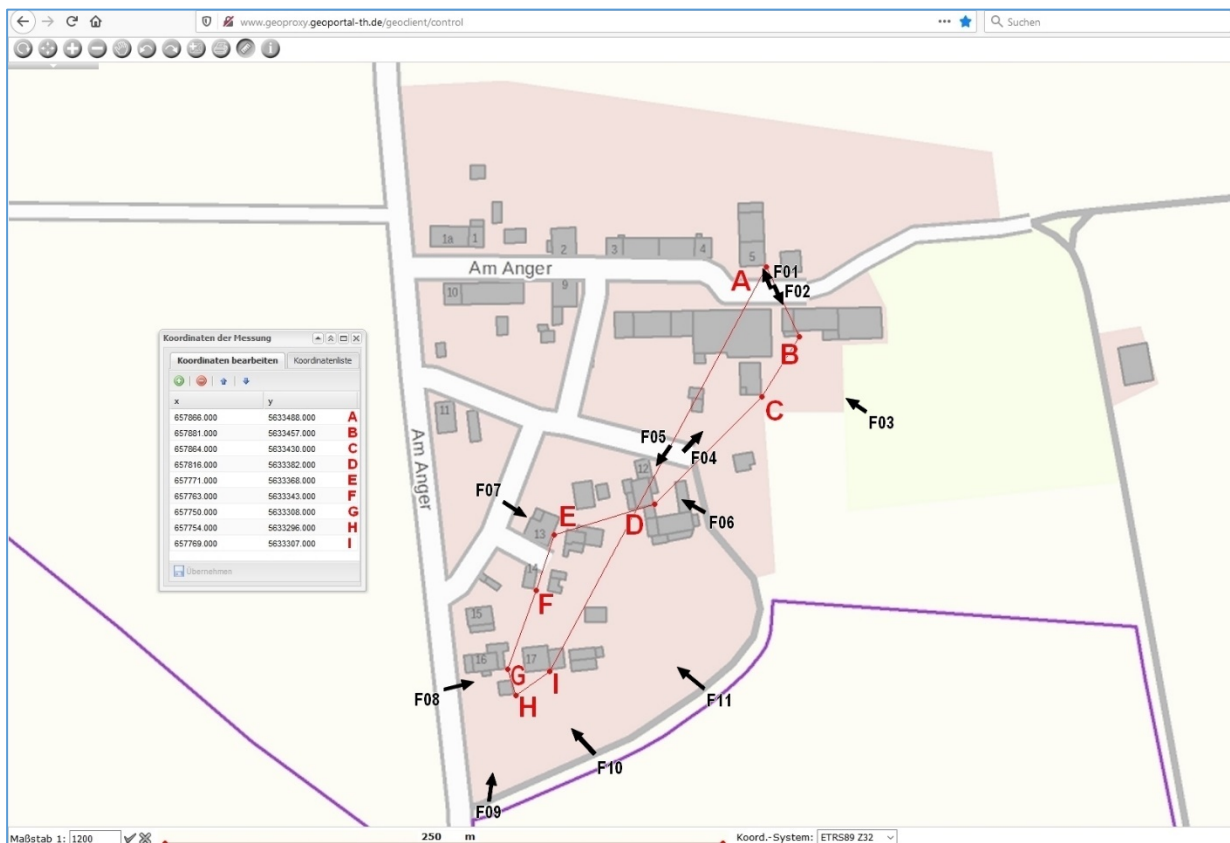 www.geoproxy.geoportal-th.de/geoclient/control
Suchen
1a 1 2 3 4 5
Am Anger
A F01
F02
10 9
B
Koordinaten der Messung
Koordinaten bearbeiten Koordinatenliste
x y
657866.000 5633488.000 A
657881.000 5633457.000 B
657864.000 5633430.000 C
657816.000 5633382.000 D
657771.000 5633368.000 E
657763.000 5633343.000 F
657750.000 5633308.000 G
657754.000 5633296.000 H
657769.000 5633307.000 I
Übernehmen
C
F03
11
Am Anger
F05
F04
12
F07
D
F06
E
13
14
F
15
16 17
G
I
F08
H
F11
F10
F09
Maßstab 1: 1200
250 m
Koord.-System: ETRS89 Z32